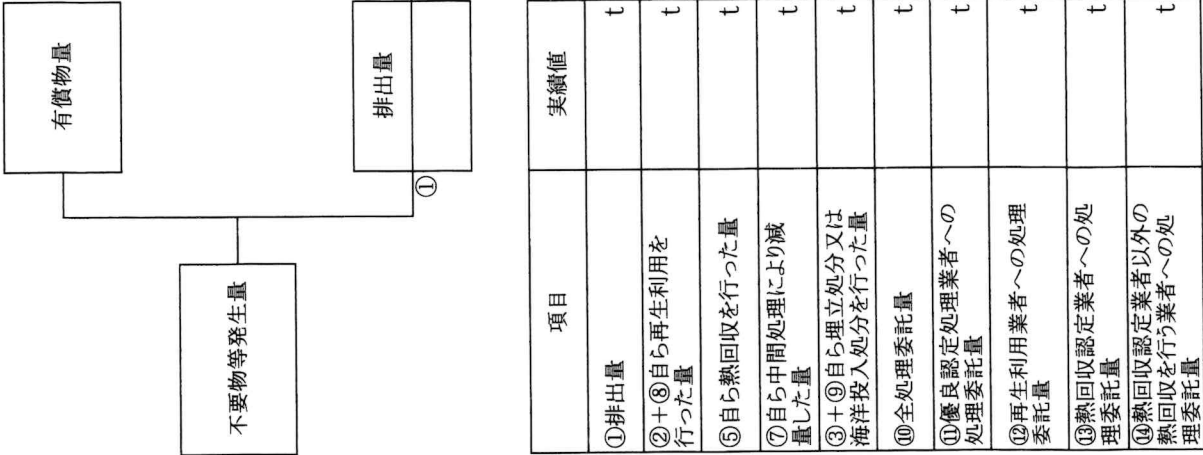 有償物量
不要物等発生量
排出量
①
項目
実績値
①排出量
t
②+⑧自ら再生利用を
行った量
t
⑤自ら熱回収を行った量
t
⑦自ら中間処理により減
量した量
t
③+⑨自ら埋立処分又は
海洋投入処分を行った量
t
⑩全処理委託量
t
⑪優良認定処理業者への
処理委託量
t
⑫再生利用業者への処理
委託量
t
⑬熱回収認定業者への処
理委託量
t
⑭熱回収認定業者以外の
熱回収を行う業者への処
理委託量
t